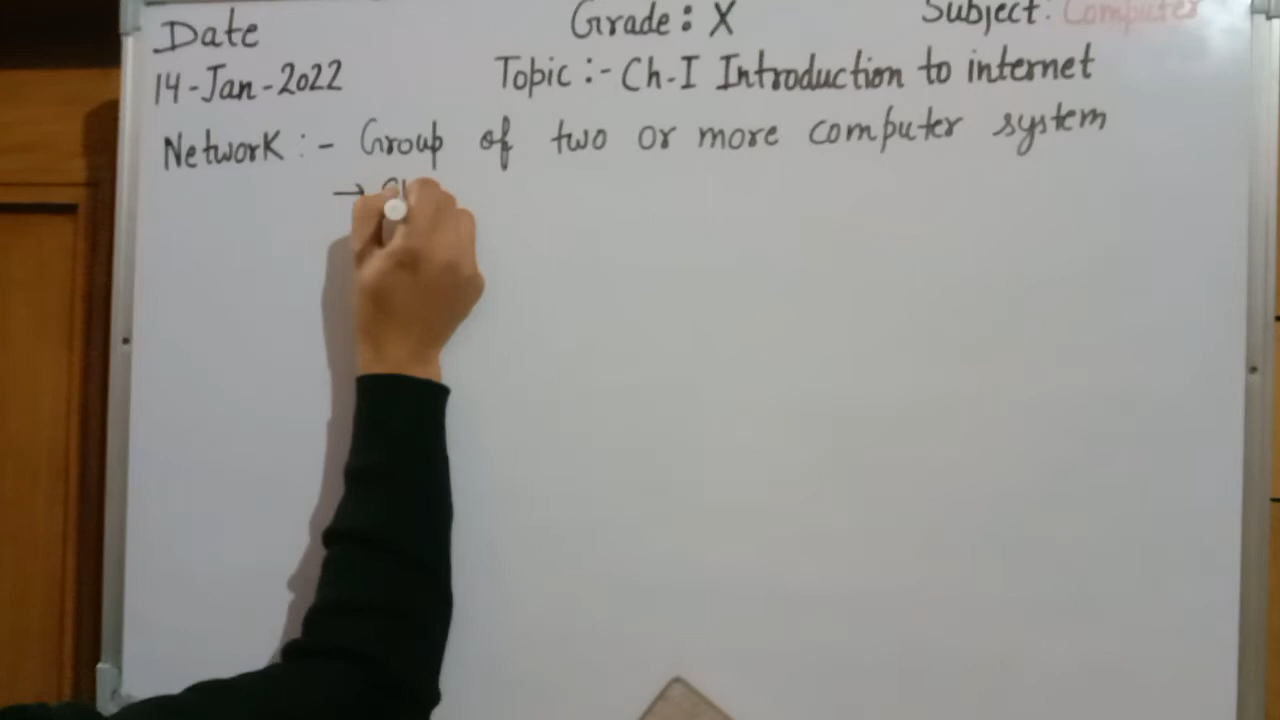 Date Grade : X Subject: Computer
14-Jan-2022 Topic :- Ch-I Introduction to internet
Network :- Group of two or more computer system
→